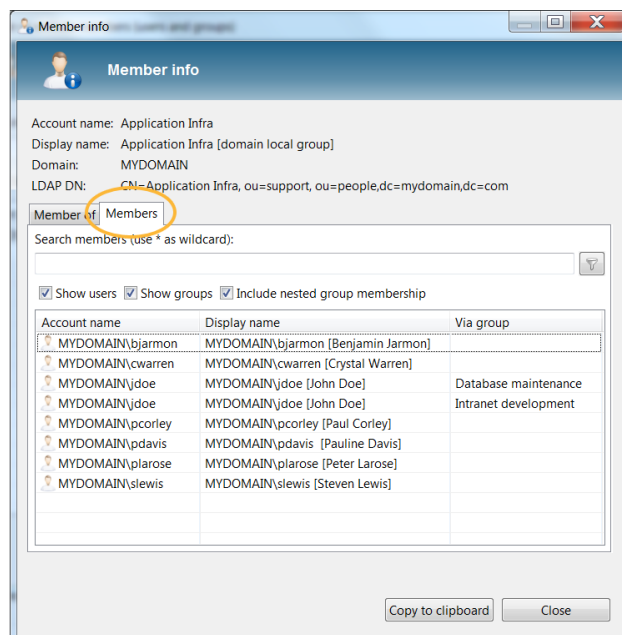 Member info
Member info
Account name: Application Infra
Display name: Application Infra [domain local group]
Domain: MYDOMAIN
LDAP DN: CN=Application Infra, ou=support, ou=people,dc=mydomain,dc=com
Member of Members
Search members (use * as wildcard):
Show users Show groups Include nested group membership
Account name Display name Via group
MYDOMAIN\bjarmon MYDOMAIN\bjarmon [Benjamin Jarmon]
MYDOMAIN\cwarren MYDOMAIN\cwarren [Crystal Warren]
MYDOMAIN\jdoe MYDOMAIN\jdoe [John Doe] Database maintenance
MYDOMAIN\jdoe MYDOMAIN\jdoe [John Doe] Intranet development
MYDOMAIN\pcorley MYDOMAIN\pcorley [Paul Corley]
MYDOMAIN\pdavis MYDOMAIN\pdavis [Pauline Davis]
MYDOMAIN\plarose MYDOMAIN\plarose [Peter Larose]
MYDOMAIN\slewis MYDOMAIN\slewis [Steven Lewis]
Copy to clipboard Close